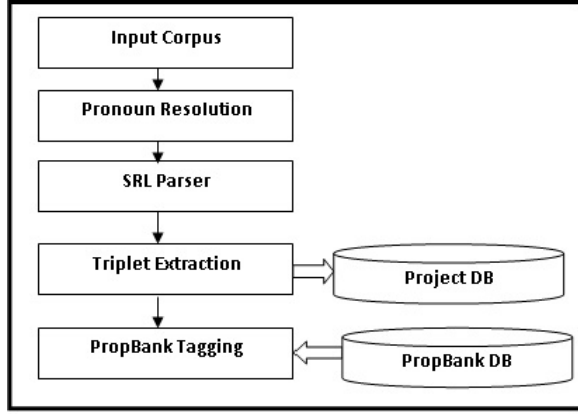 Input Corpus
Pronoun Resolution
SRL Parser
Triplet Extraction
Project DB
PropBank Tagging
PropBank DB